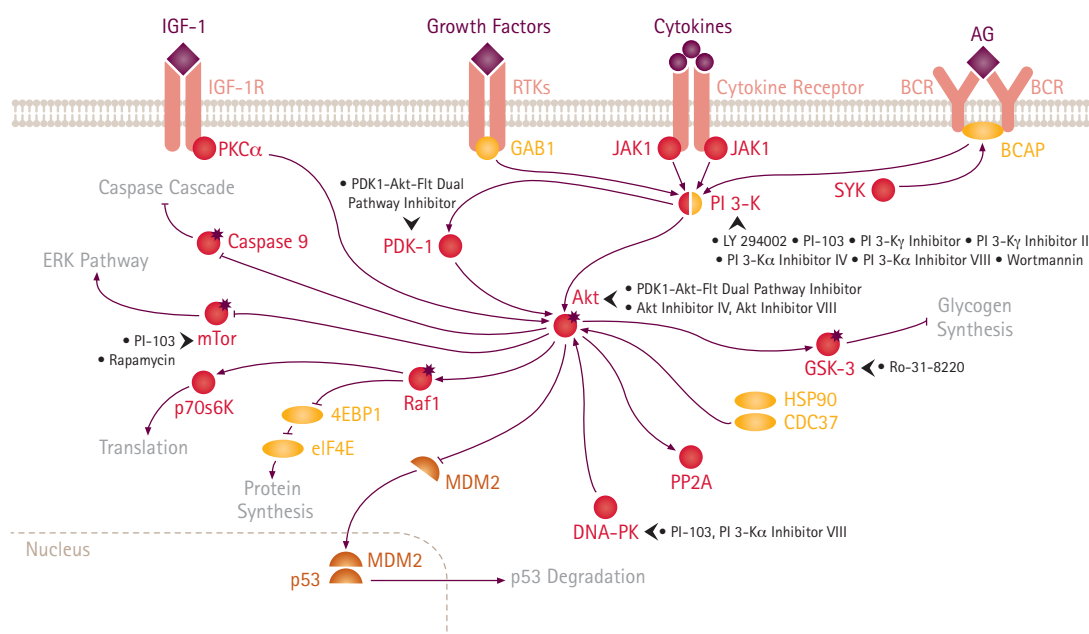 IGF-1
Growth Factors
Cytokines
AG
IGF-1R
RTKs
Cytokine Receptor
BCR
BCR
PKCα
GAB1
JAK1
JAK1
BCAP
Caspase Cascade
• PDK1-Akt-Flt Dual
Pathway Inhibitor
SYK
PI 3-K
Caspase 9
PDK-1
• LY 294002 • PI-103 • PI 3-Kγ Inhibitor • PI 3-Kγ Inhibitor II
• PI 3-Kα Inhibitor IV • PI 3-Kα Inhibitor VIII • Wortmannin
ERK Pathway
Akt
• PDK1-Akt-Flt Dual Pathway Inhibitor
• Akt Inhibitor IV, Akt Inhibitor VIII
Glycogen
Synthesis
• PI-103
mTor
• Rapamycin
GSK-3
• Ro-31-8220
p70s6K
Raf1
HSP90
4EBP1
CDC37
Translation
eIF4E
Protein
Synthesis
MDM2
PP2A
DNA-PK
• PI-103, PI 3-Kα Inhibitor VIII
Nucleus
MDM2
p53
p53 Degradation